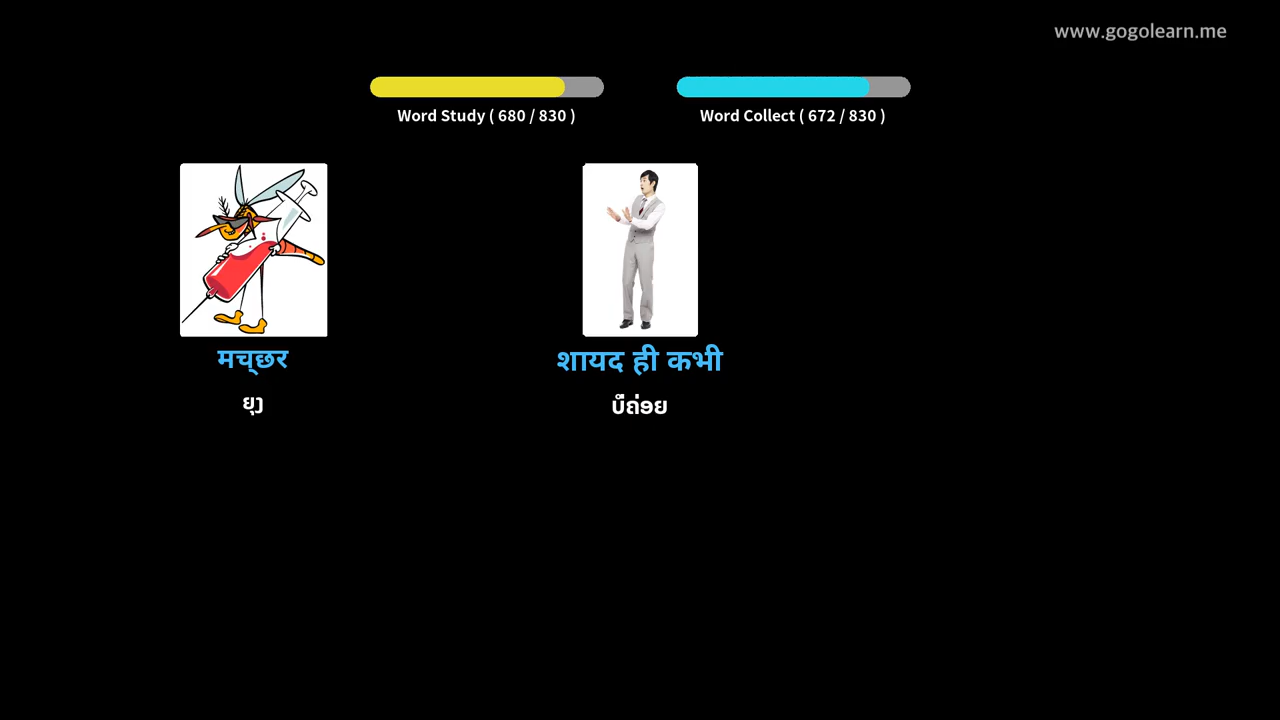 www.gogolearn.me
Word Study ( 680 / 830 )
Word Collect ( 672 / 830 )
मच्छर
ຍຸງ
शायद ही कभी
ບໍ່ຄ່ອຍ